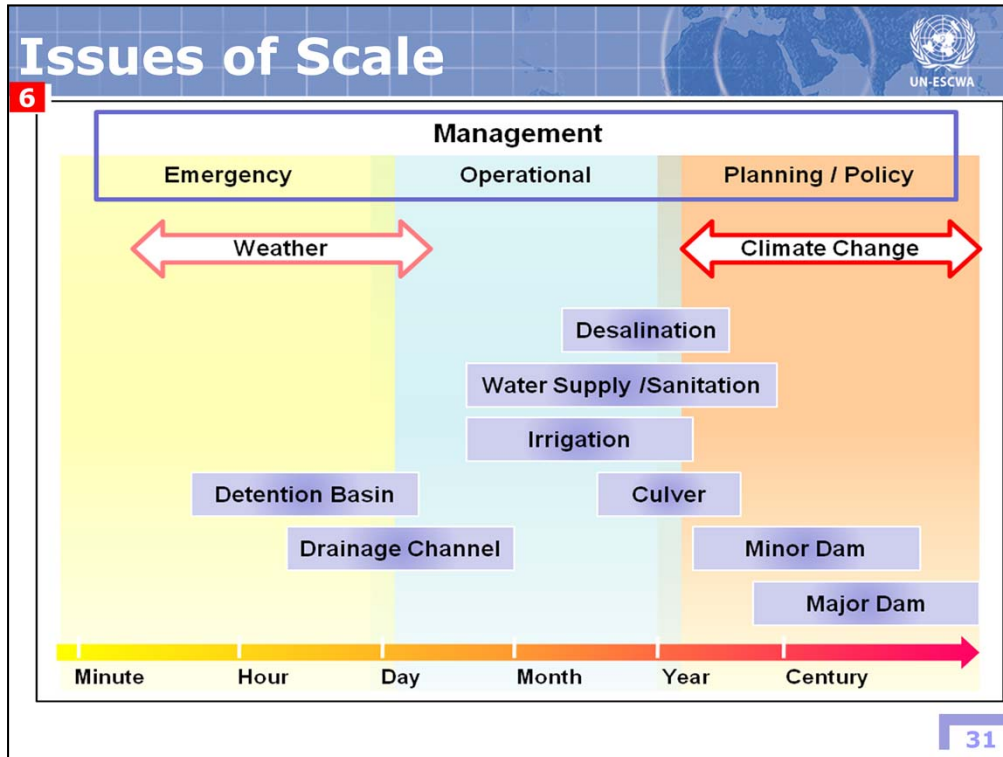 Issues of Scale
UN-ESCWA
6
Management
Emergency Operational Planning / Policy
Weather Climate Change
Desalination
Water Supply /Sanitation
Irrigation
Detention Basin Culver
Drainage Channel Minor Dam
Major Dam
Minute Hour Day Month Year Century
31